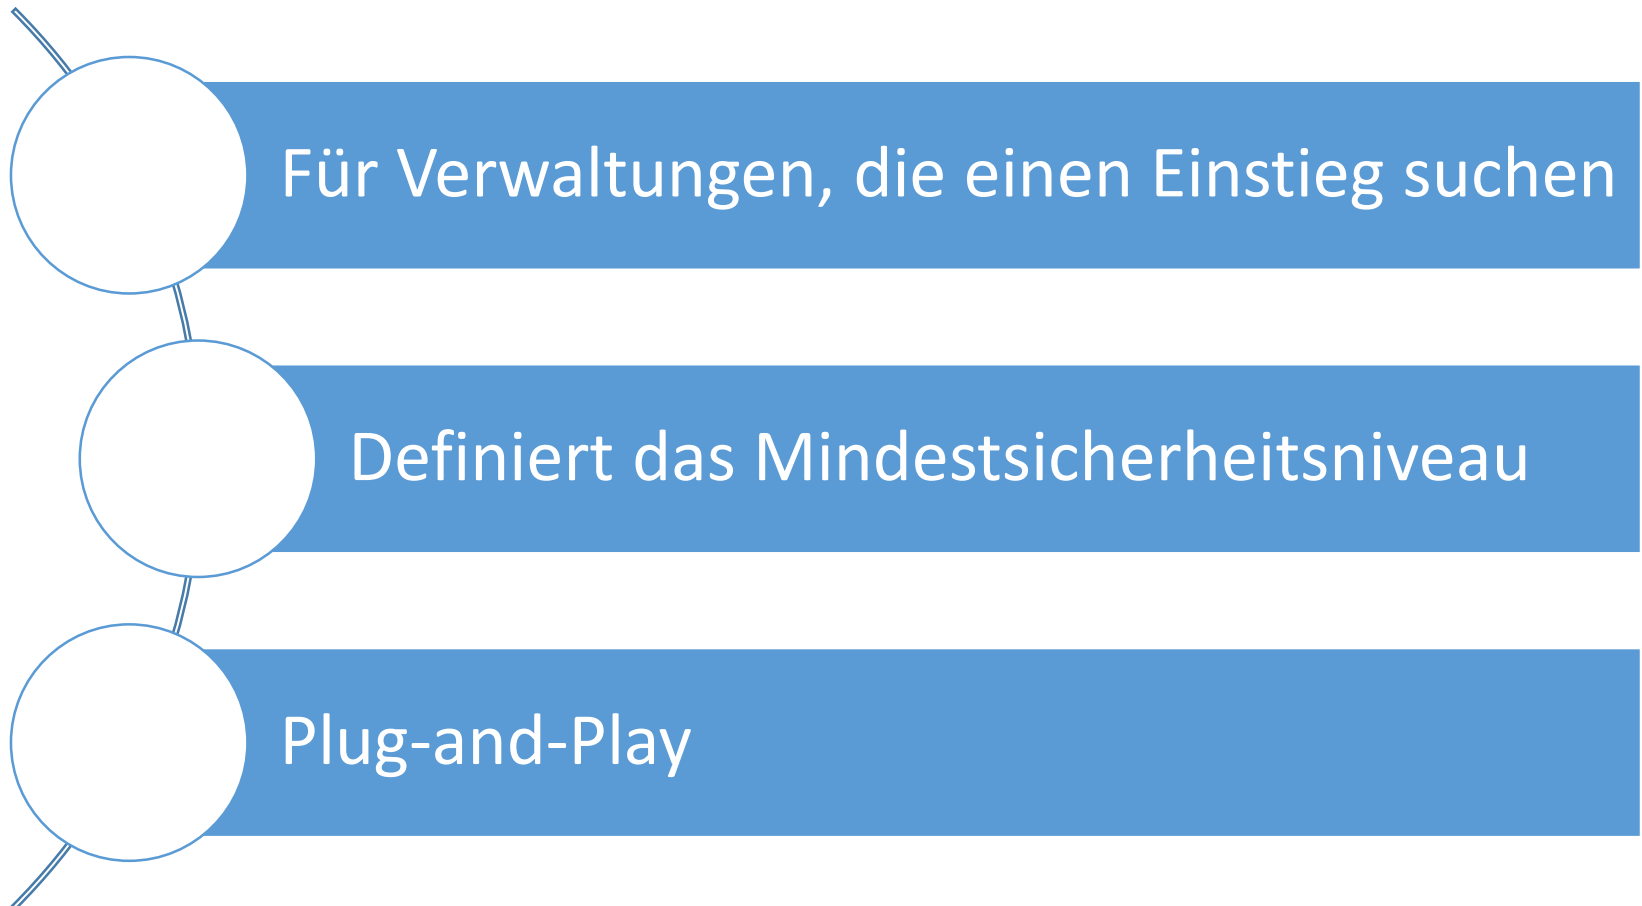 Für Verwaltungen, die einen Einstieg suchen
Definiert das Mindestsicherheitsniveau
Plug-and-Play